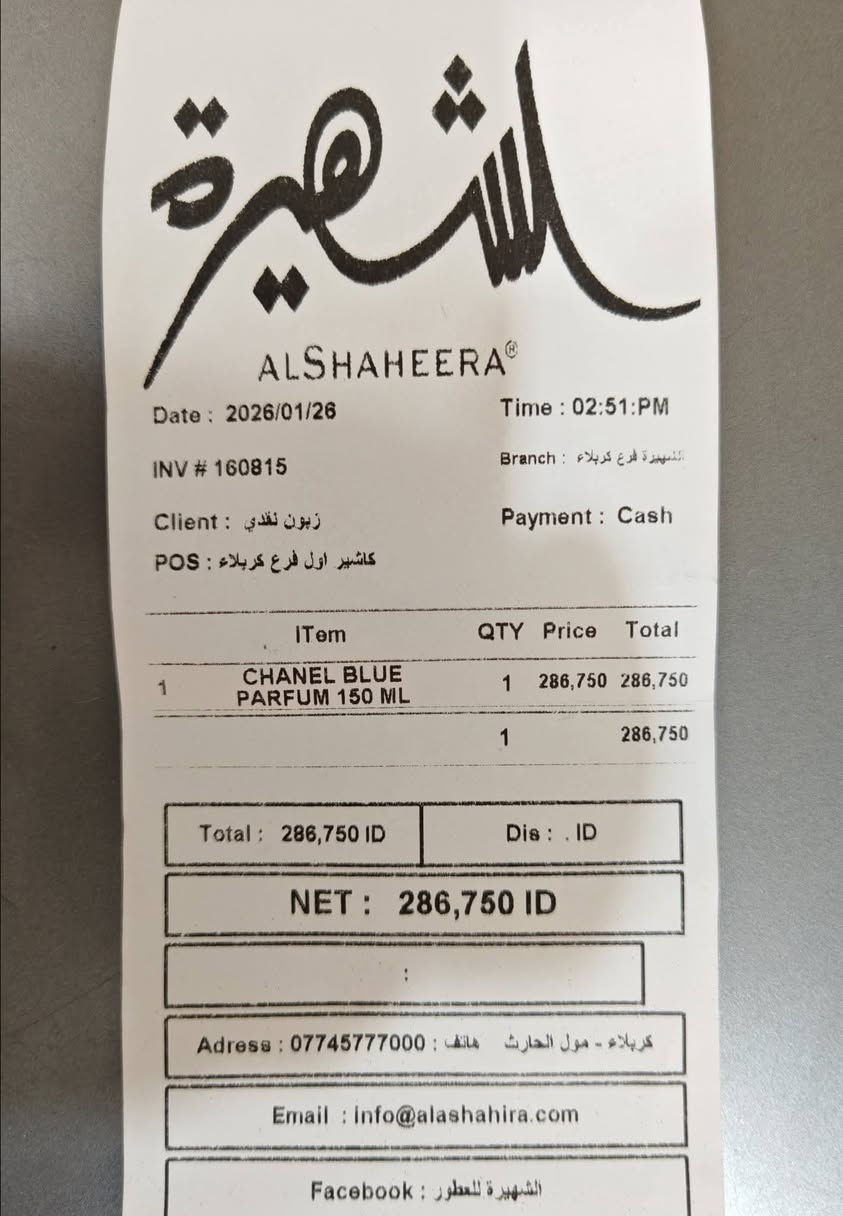 الشهيرة
ALSHAHEERA®
Date : 2026/01/26 Time : 02:51:PM
INV # 160815 Branch : الشهيرة فرع كربلاء
Client : زبون نقدي Payment : Cash
POS : كاشير اول فرع كربلاء
ITem QTY Price Total
1 CHANEL BLUE PARFUM 150 ML 1 286,750 286,750
1 286,750
Total : 286,750 ID Dis : . ID
NET : 286,750 ID
:
Adress : 07745777000 : كربلاء - مول الحارث هاتف
Email : info@alashahira.com
Facebook : الشهيرة للعطور